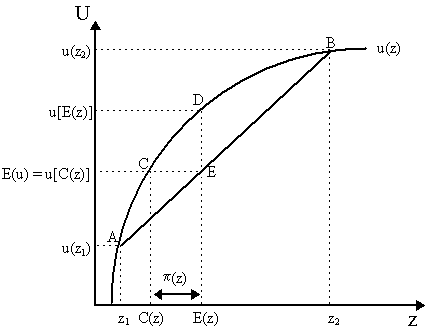 U
u(z₂)
B
u(z)
u[E(z)]
D
E(u) = u[C(z)]
C
E
u(z₁)
A
π(z)
z₁
C(z)
E(z)
z₂
Z